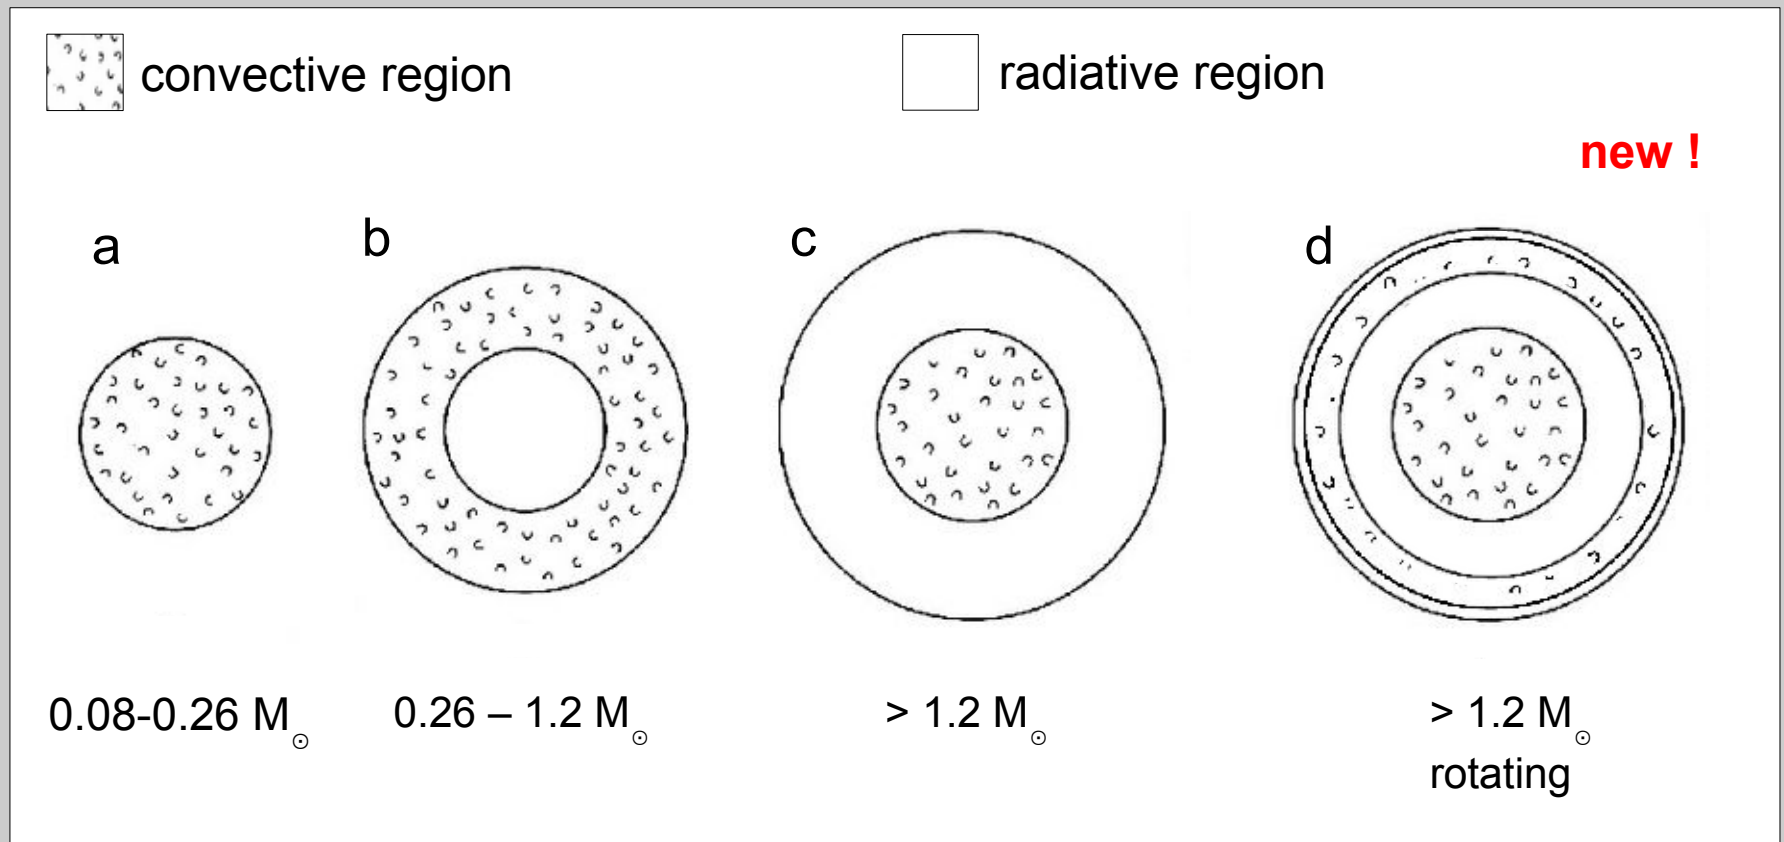 convective region
radiative region
new !
a
b
c
d
0.08-0.26 M☉
0.26 – 1.2 M☉
> 1.2 M☉
> 1.2 M☉
rotating